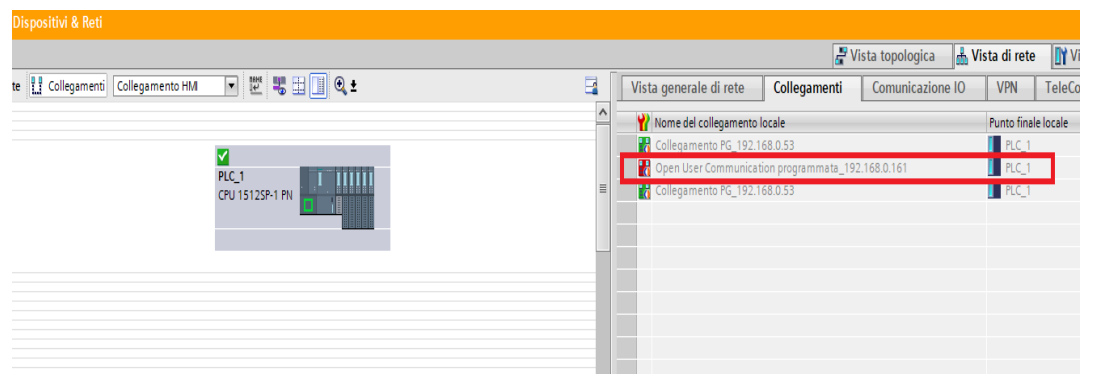 Dispositivi & Reti
Vista topologica Vista di rete Vi
te Collegamenti Collegamento HMI
Vista generale di rete Collegamenti Comunicazione IO VPN TeleCo
Nome del collegamento locale Punto finale locale
Collegamento PG_192.168.0.53 PLC_1
Open User Communication programmata_192.168.0.161 PLC_1
Collegamento PG_192.168.0.53 PLC_1
PLC_1
CPU 1512SP-1 PN